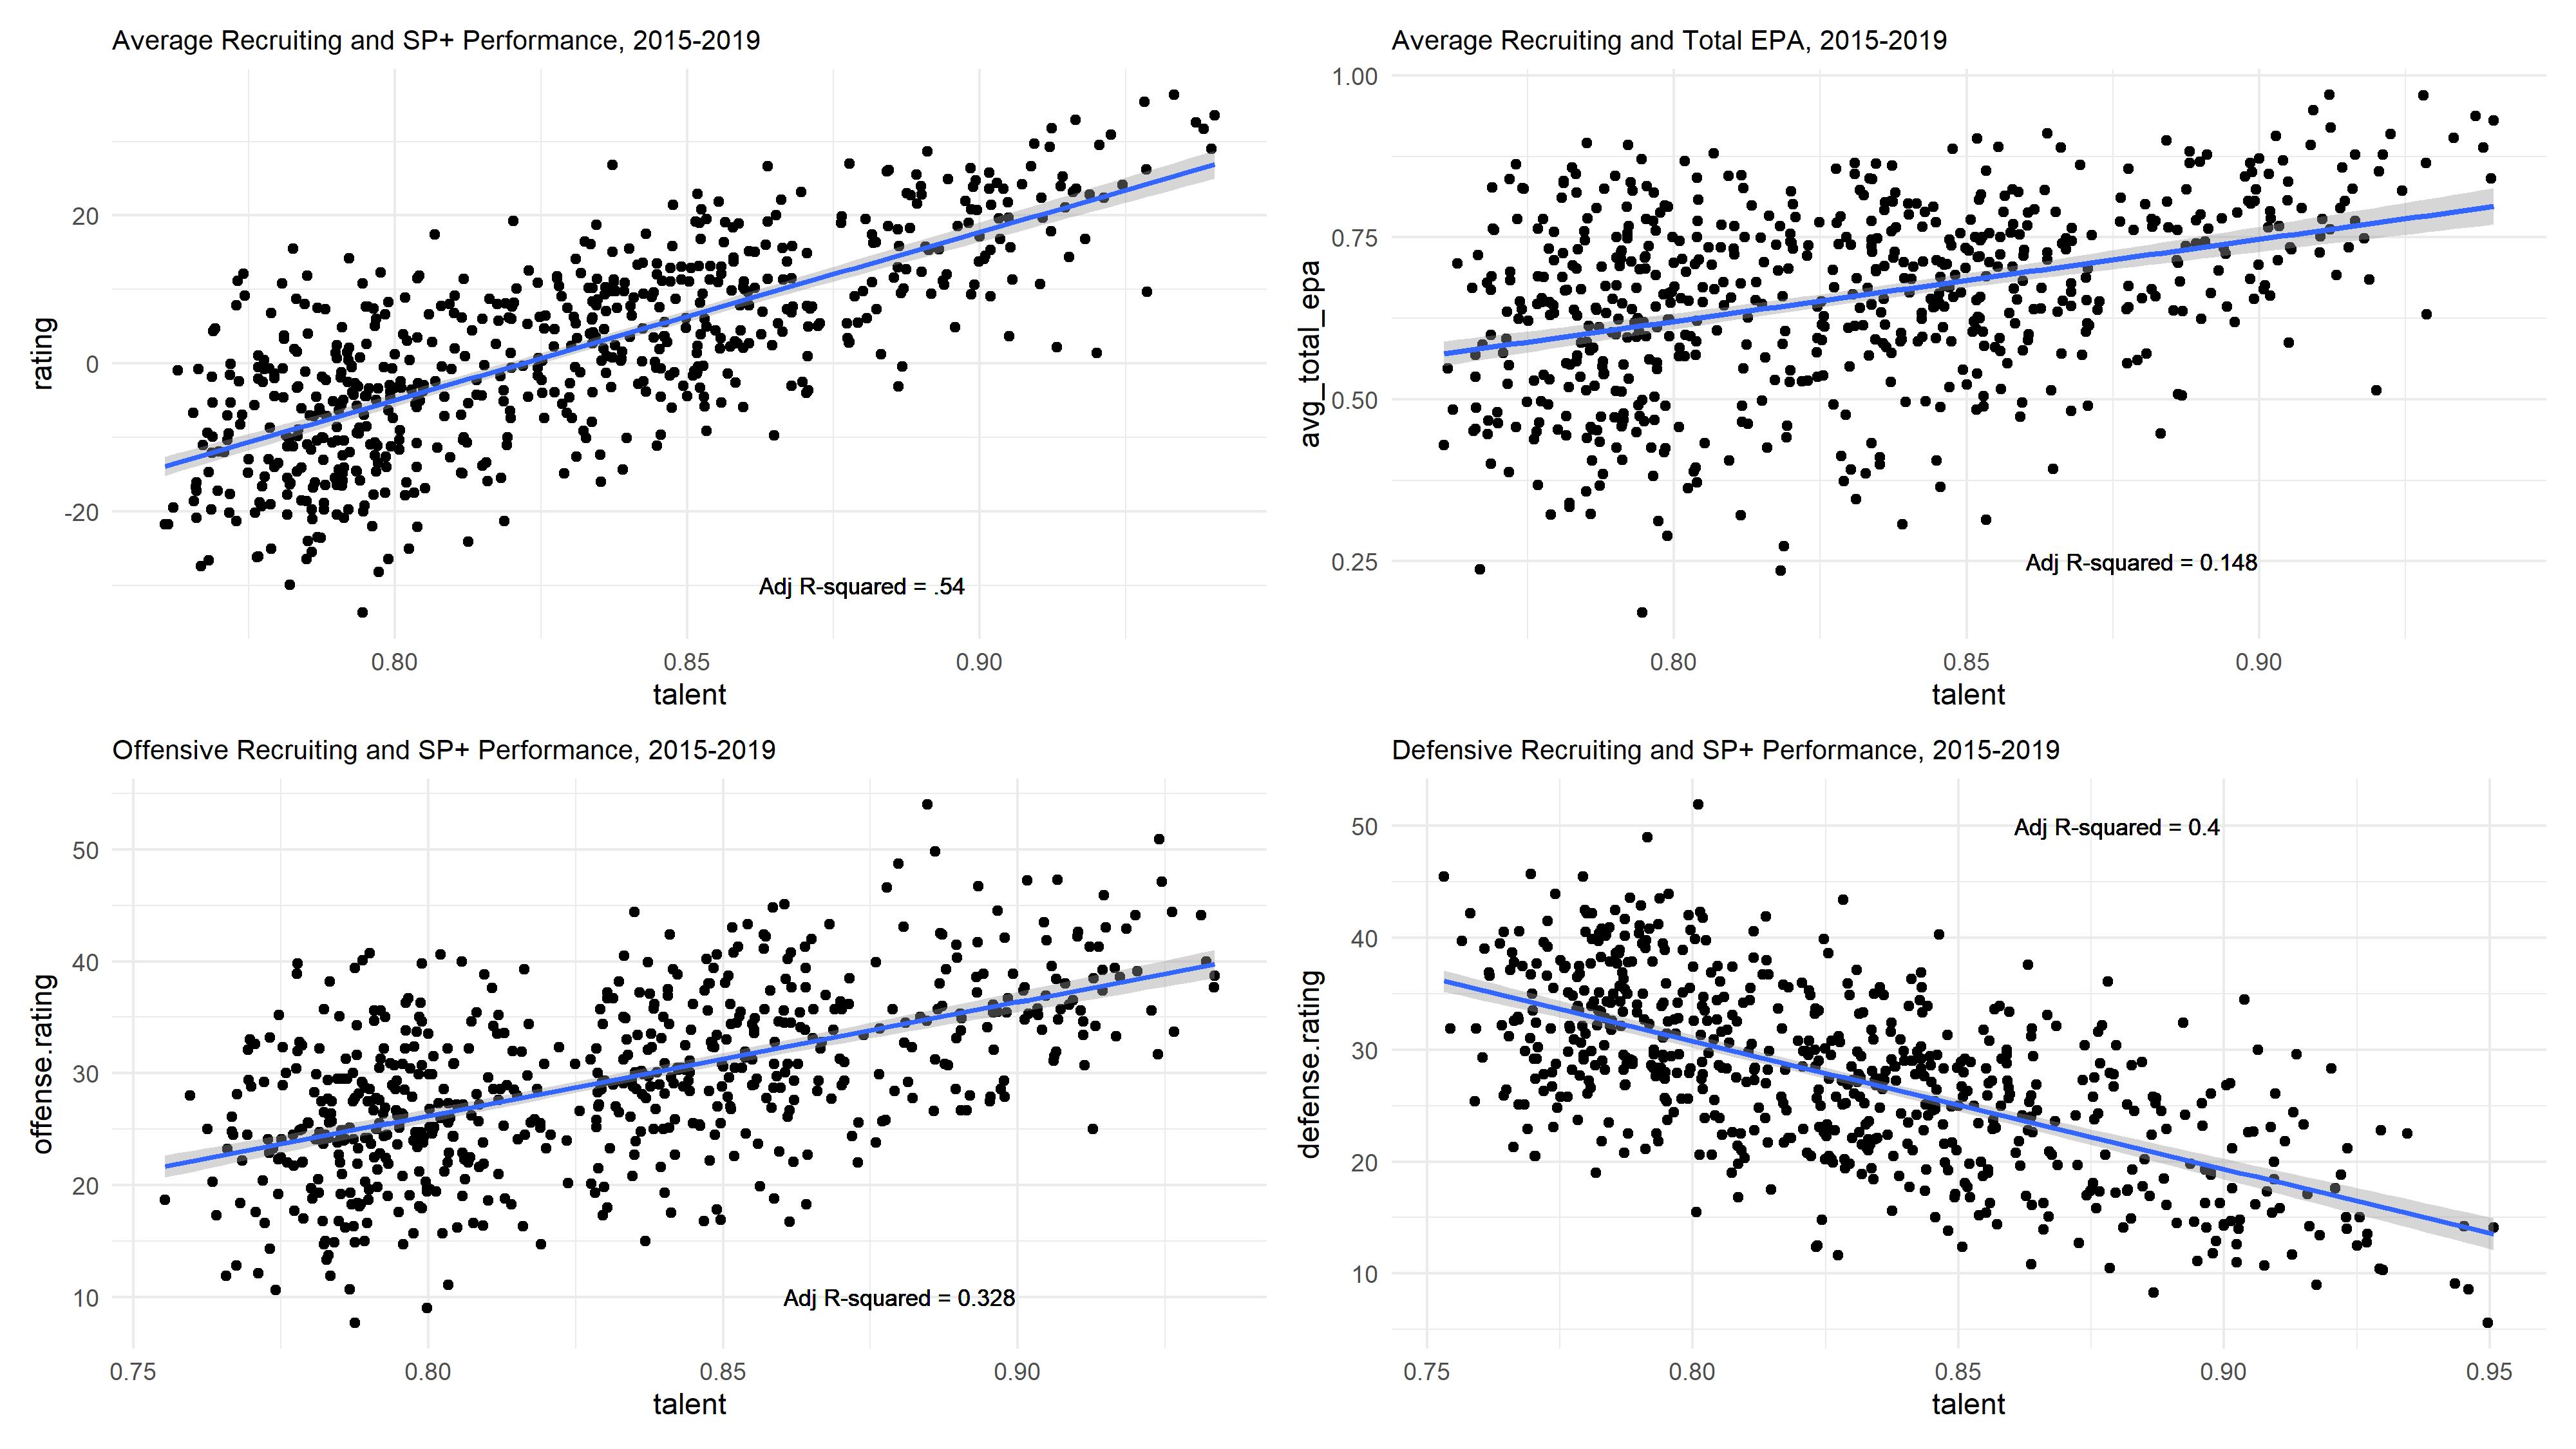 Average Recruiting and SP+ Performance, 2015-2019
rating
20
0
-20
Adj R-squared = .54
0.80
0.85
0.90
talent
Average Recruiting and Total EPA, 2015-2019
avg_total_epa
1.00
0.75
0.50
0.25
Adj R-squared = 0.148
0.80
0.85
0.90
talent
Offensive Recruiting and SP+ Performance, 2015-2019
offense.rating
50
40
30
20
10
Adj R-squared = 0.328
0.75
0.80
0.85
0.90
talent
Defensive Recruiting and SP+ Performance, 2015-2019
defense.rating
50
40
30
20
10
Adj R-squared = 0.4
0.75
0.80
0.85
0.90
0.95
talent